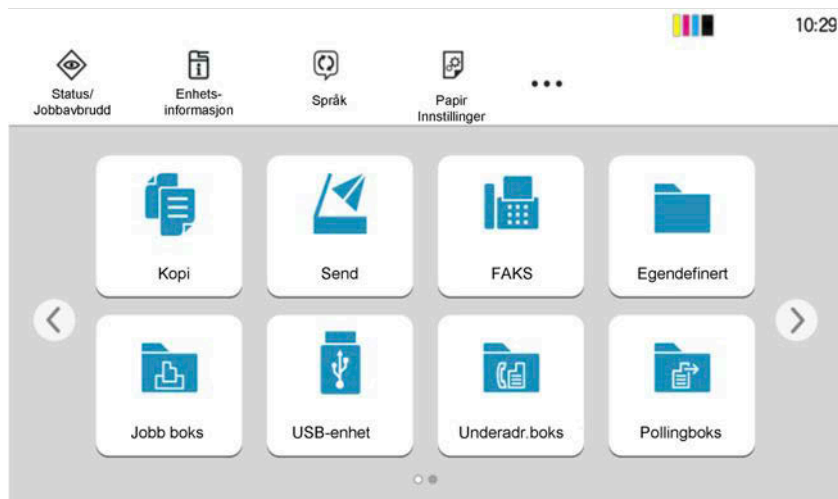 10:29
Status/
Jobbavbrudd
Enhets-
informasjon
Språk
Papir
Innstillinger
Kopi
Send
FAKS
Egendefinert
Jobb boks
USB-enhet
Underadr.boks
Pollingboks